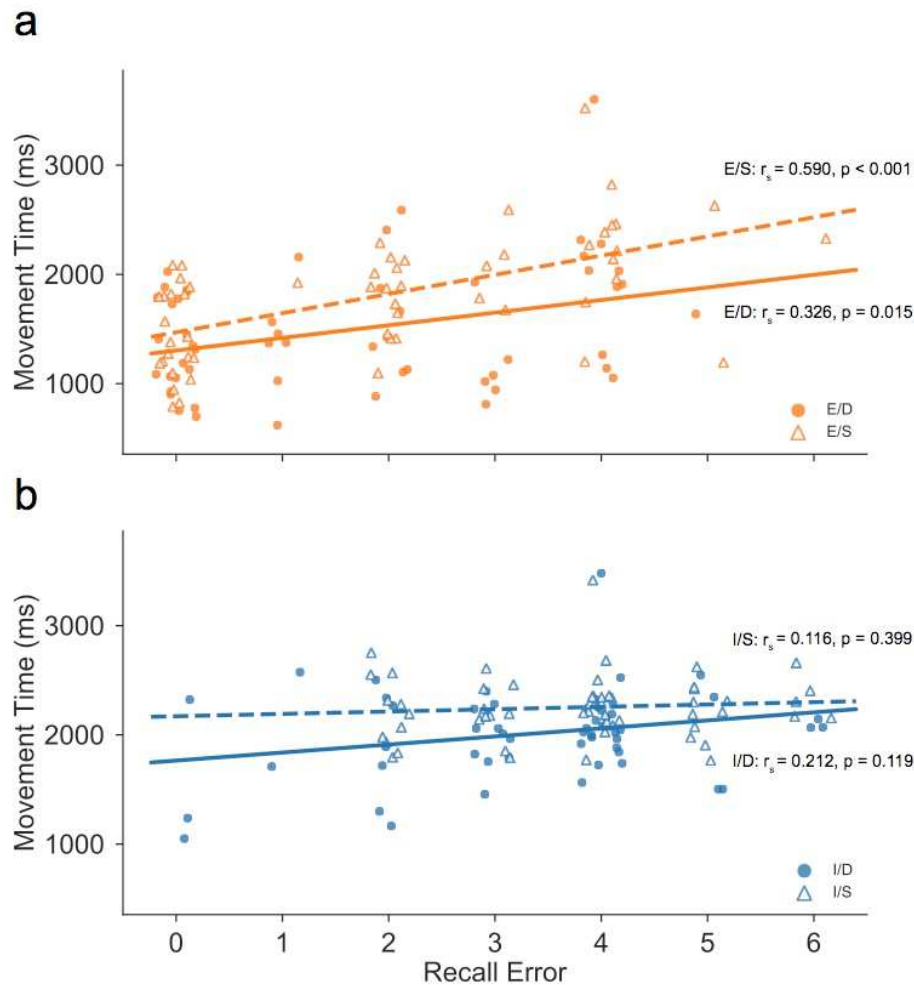 a
Movement Time (ms)
3000
2000
1000
E/S: rs = 0.590, p < 0.001
E/D: rs = 0.326, p = 0.015
E/D
E/S
b
Movement Time (ms)
3000
2000
1000
I/S: rs = 0.116, p = 0.399
I/D: rs = 0.212, p = 0.119
I/D
I/S
0 1 2 3 4 5 6
Recall Error